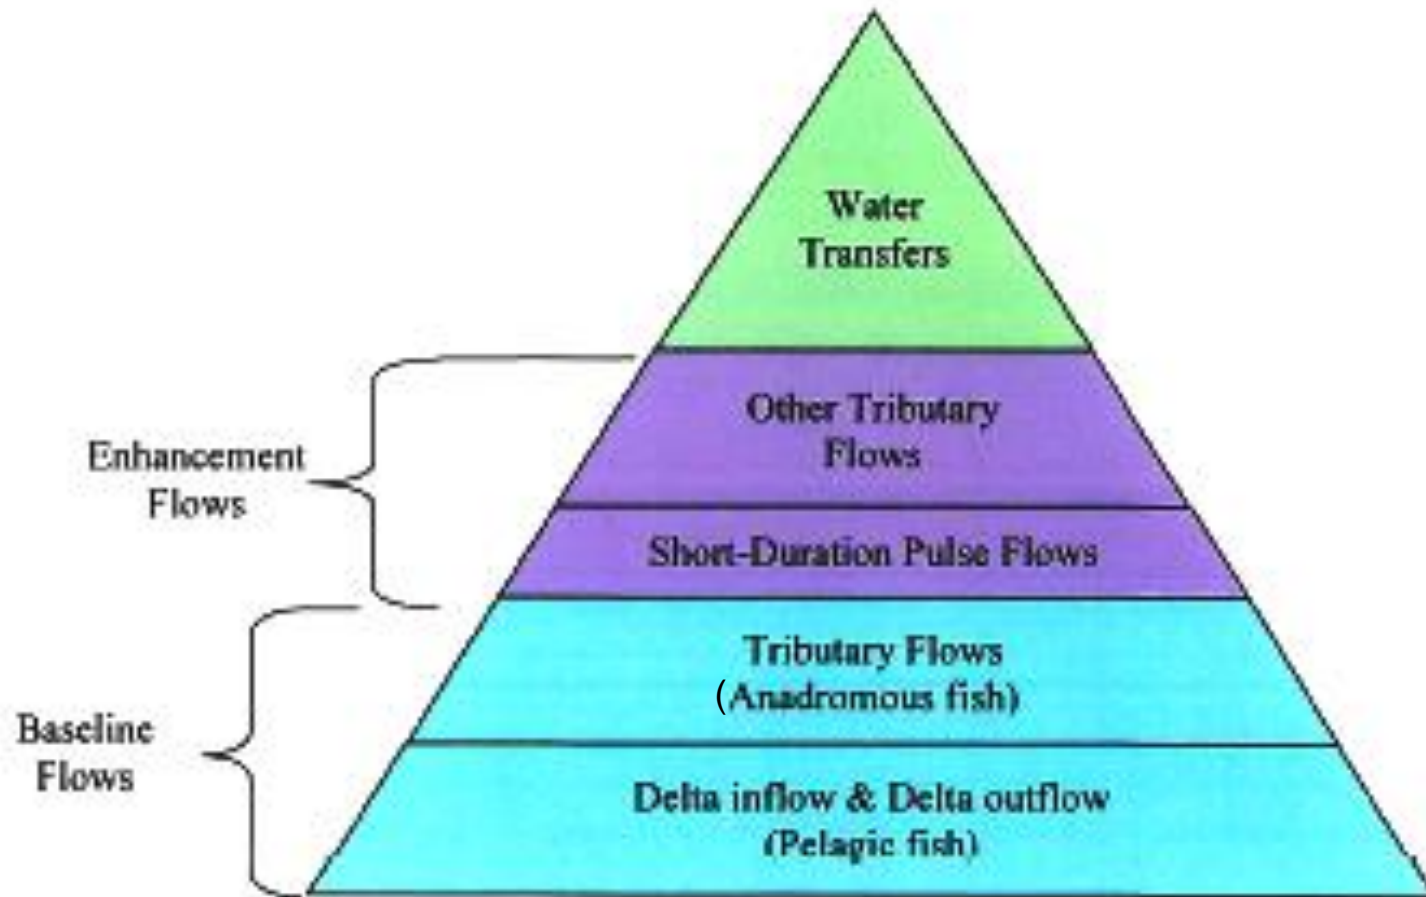 Water
Transfers
Other Tributary
Flows
Enhancement
Flows
Short-Duration Pulse Flows
Tributary Flows
(Anadromous fish)
Baseline
Flows
Delta inflow & Delta outflow
(Pelagic fish)